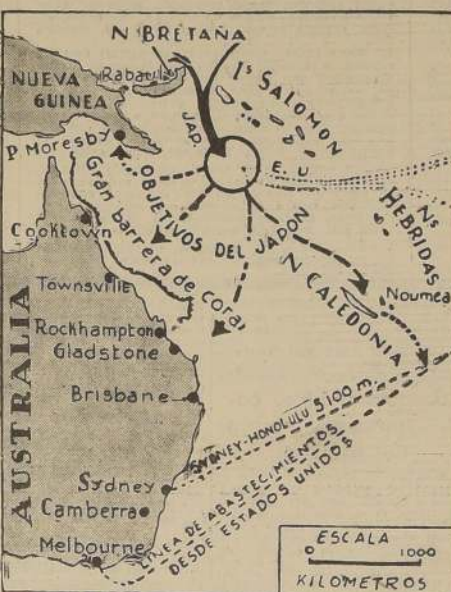 N BRETAÑA
Rabaul
NUEVA
GUINEA
Is SALOMON
JAP.
P. Moresby
E. U.
OBJETIVOS DEL JAPON
Gran barrera de coral
Ns
HEBRIDAS
Cooktown
N CALEDONIA
Noumea
Townsville
Rockhampton
Gladstone
Brisbane
AUSTRALIA
SYDNEY-HONOLULU 5100 m.
Sydney
LINEA DE ABASTECIMIENTOS
DESDE ESTADOS UNIDOS
Camberra
Melbourne
ESCALA
0 1000
KILOMETROS